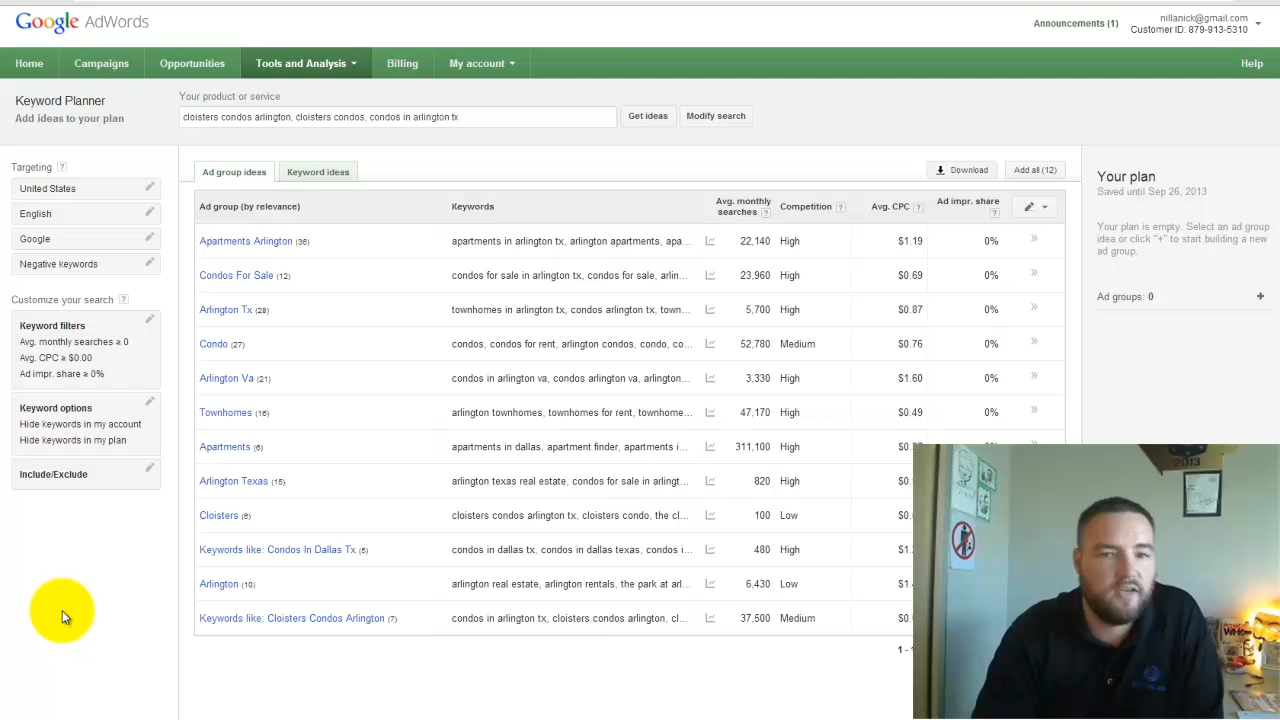 Google AdWords
Announcements (1)
nillanick@gmail.com
Customer ID: 879-913-5310
Home
Campaigns
Opportunities
Tools and Analysis
Billing
My account
Help
Keyword Planner
Add ideas to your plan
Your product or service
cloisters condos arlington, cloisters condos, condos in arlington tx
Get ideas
Modify search
Targeting ?
United States
English
Google
Negative keywords
Customize your search ?
Keyword filters
Avg. monthly searches ≥ 0
Avg. CPC ≥ $0.00
Ad impr. share ≥ 0%
Keyword options
Hide keywords in my account
Hide keywords in my plan
Include/Exclude
Ad group ideas
Keyword ideas
Download
Add all (12)
Ad group (by relevance) Keywords Avg. monthly searches ? Competition ? Avg. CPC ? Ad impr. share ?
Apartments Arlington (36) apartments in arlington tx, arlington apartments, apa... 22,140 High $1.19 0%
Condos For Sale (12) condos for sale in arlington tx, condos for sale, arlin... 23,960 High $0.69 0%
Arlington Tx (28) townhomes in arlington tx, condos arlington tx, town... 5,700 High $0.87 0%
Condo (27) condos, condos for rent, arlington condos, condo, co... 52,780 Medium $0.76 0%
Arlington Va (21) condos in arlington va, condos arlington va, arlington... 3,330 High $1.60 0%
Townhomes (16) arlington townhomes, townhomes for rent, townhome... 47,170 High $0.49 0%
Apartments (6) apartments in dallas, apartment finder, apartments i... 311,100 High
Arlington Texas (15) arlington texas real estate, condos for sale in arlingt... 820 High
Cloisters (6) cloisters condos arlington tx, cloisters condo, the cl... 100 Low
Keywords like: Condos In Dallas Tx (5) condos in dallas tx, condos in dallas texas, condos i... 480 High
Arlington (10) arlington real estate, arlington rentals, the park at arl... 6,430 Low
Keywords like: Cloisters Condos Arlington (7) condos in arlington tx, cloisters condos arlington, cl... 37,500 Medium
Your plan
Saved until Sep 26, 2013
Your plan is empty. Select an ad group
idea or click "+" to start building a new
ad group.
Ad groups: 0
2013